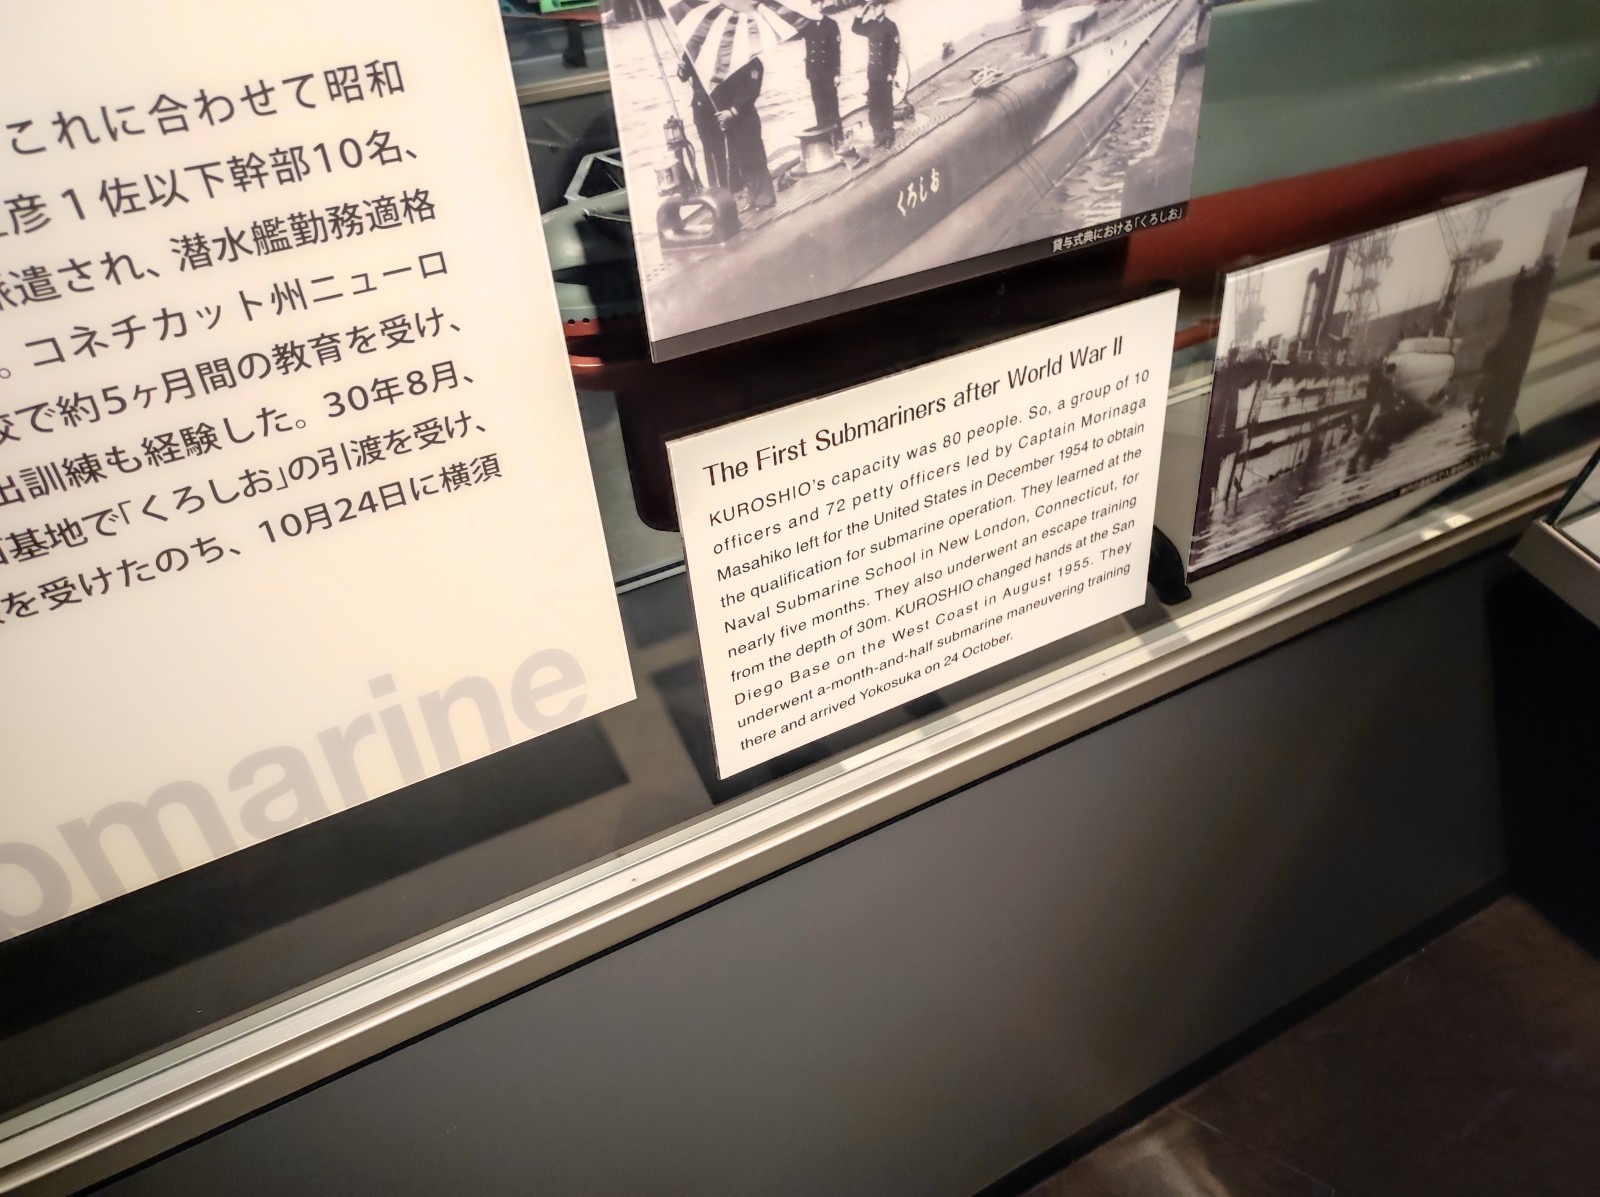 これに合わせて昭和
彦1佐以下幹部10名、
派遣され、潜水艦勤務適格
。コネチカット州ニューロ
校で約5ヶ月間の教育を受け、
出訓練も経験した。30年8月、
基地で「くろしお」の引渡を受け、
を受けたのち、10月24日に横須
omarine
くろしお
貸与式典における「くろしお」
The First Submariners after World War II
KUROSHIO's capacity was 80 people. So, a group of 10
officers and 72 petty officers led by Captain Morinaga
Masahiko left for the United States in December 1954 to obtain
the qualification for submarine operation. They learned at the
Naval Submarine School in New London, Connecticut, for
nearly five months. They also underwent an escape training
from the depth of 30m. KUROSHIO changed hands at the San
Diego Base on the West Coast in August 1955. They
underwent a-month-and-half submarine maneuvering training
there and arrived Yokosuka on 24 October.